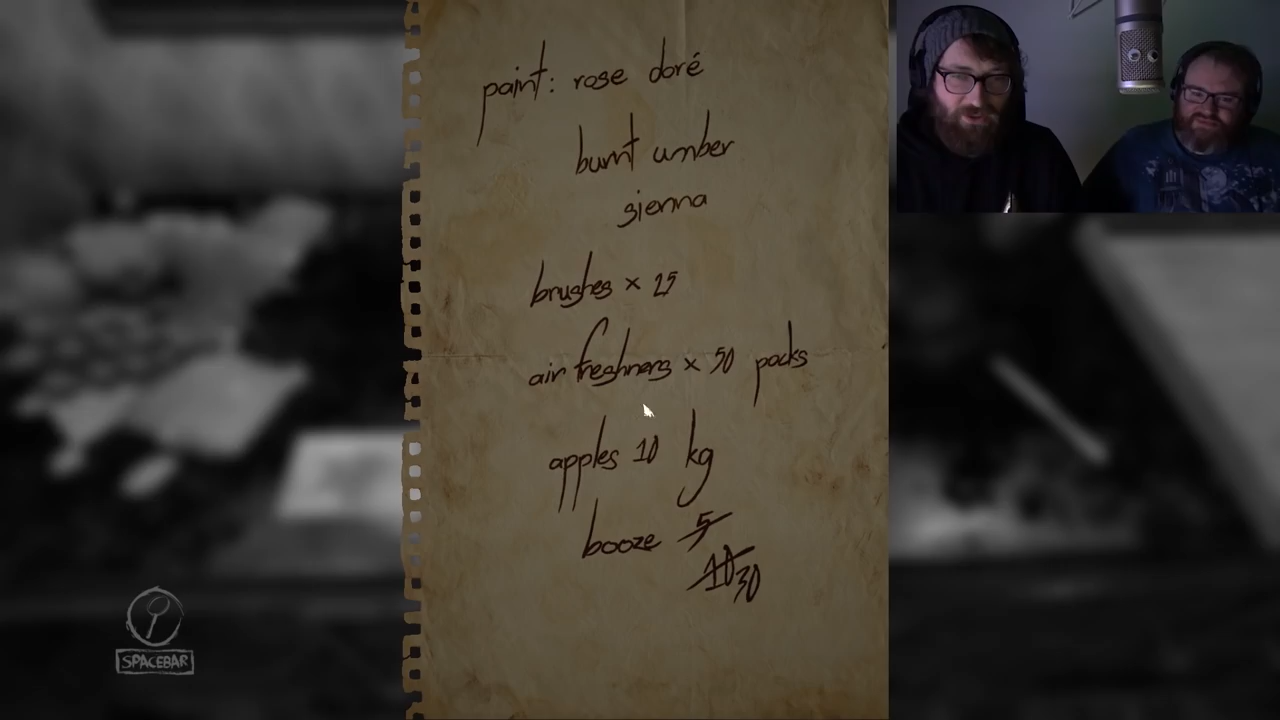 paint: rose doré
burnt umber
sienna
brushes x 25
air freshners x 50 packs
apples 10 kg
booze 5
10 30
SPACEBAR